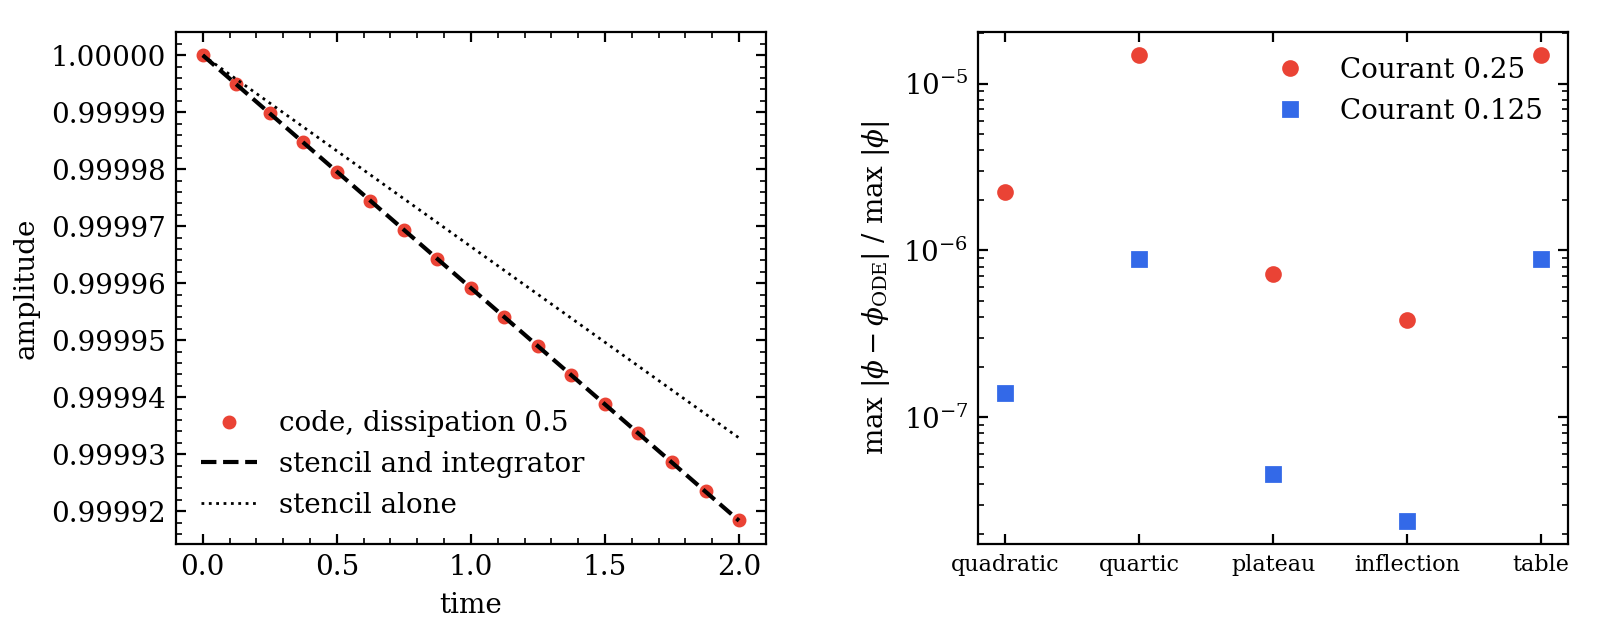 1.00000
0.99999
0.99998
0.99997
0.99996
0.99995
0.99994
0.99993
0.99992
amplitude
code, dissipation 0.5
stencil and integrator
stencil alone
0.0 0.5 1.0 1.5 2.0
time
10⁻⁵
10⁻⁶
10⁻⁷
max |ϕ − ϕ_ODE| / max |ϕ|
Courant 0.25
Courant 0.125
quadratic quartic plateau inflection table